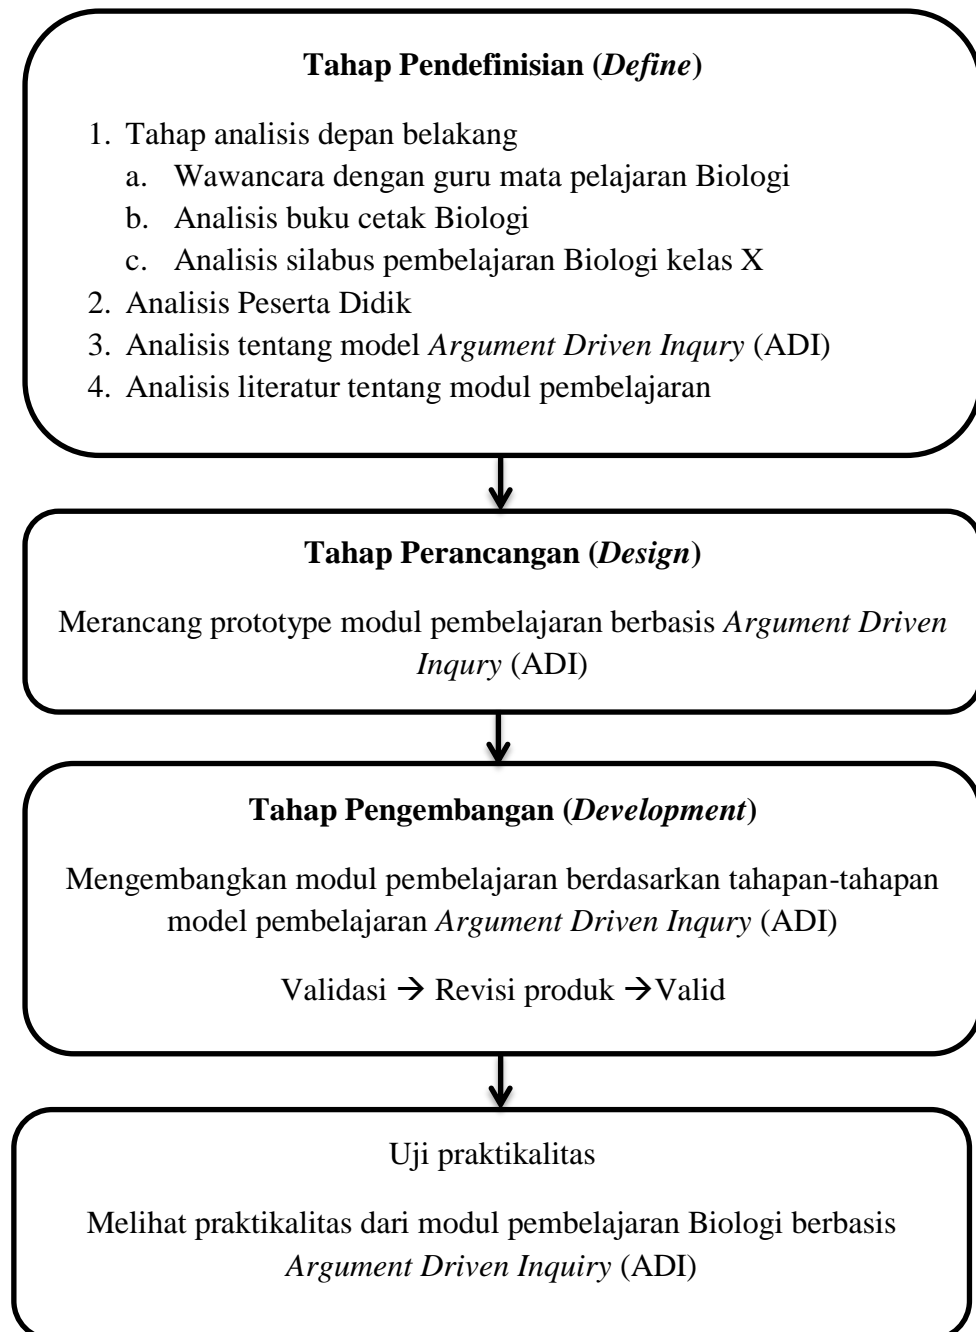 Tahap Pendefinisian (Define)
1. Tahap analisis depan belakang
a. Wawancara dengan guru mata pelajaran Biologi
b. Analisis buku cetak Biologi
c. Analisis silabus pembelajaran Biologi kelas X
2. Analisis Peserta Didik
3. Analisis tentang model Argument Driven Inqury (ADI)
4. Analisis literatur tentang modul pembelajaran
Tahap Perancangan (Design)
Merancang prototype modul pembelajaran berbasis Argument Driven
Inqury (ADI)
Tahap Pengembangan (Development)
Mengembangkan modul pembelajaran berdasarkan tahapan-tahapan
model pembelajaran Argument Driven Inqury (ADI)
Validasi → Revisi produk →Valid
Uji praktikalitas
Melihat praktikalitas dari modul pembelajaran Biologi berbasis
Argument Driven Inquiry (ADI)